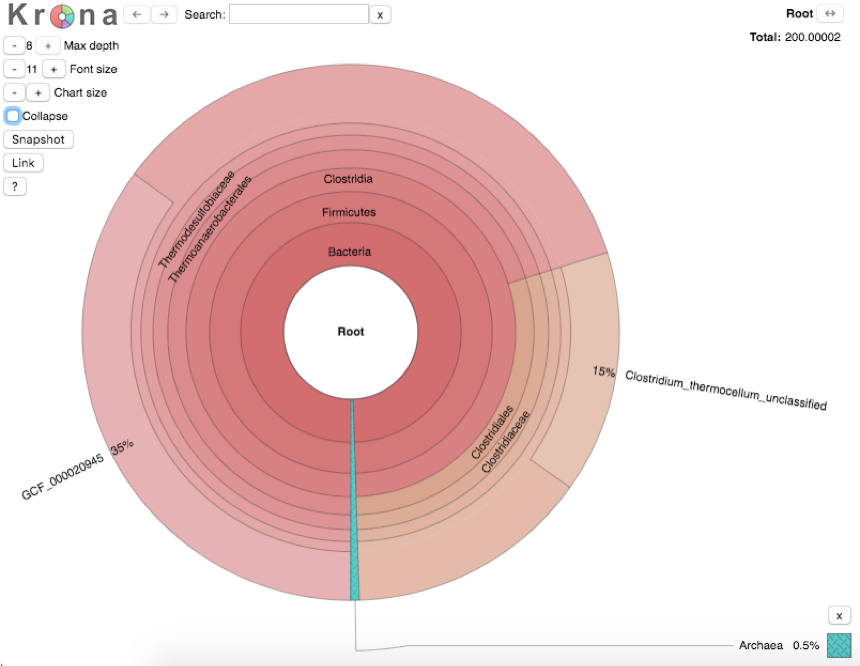 Krona ← → Search: x Root ↔
Total: 200.00002
- 8 + Max depth
- 11 + Font size
- + Chart size
Collapse
Snapshot
Link
?
Thermodesulfobiaceae
Thermoanaerobacterales
Clostridia
Firmicutes
Bacteria
Root
15% Clostridium_thermocellum_unclassified
Clostridiales
Clostridiaceae
GCF_000020945 35%
x
Archaea 0.5%